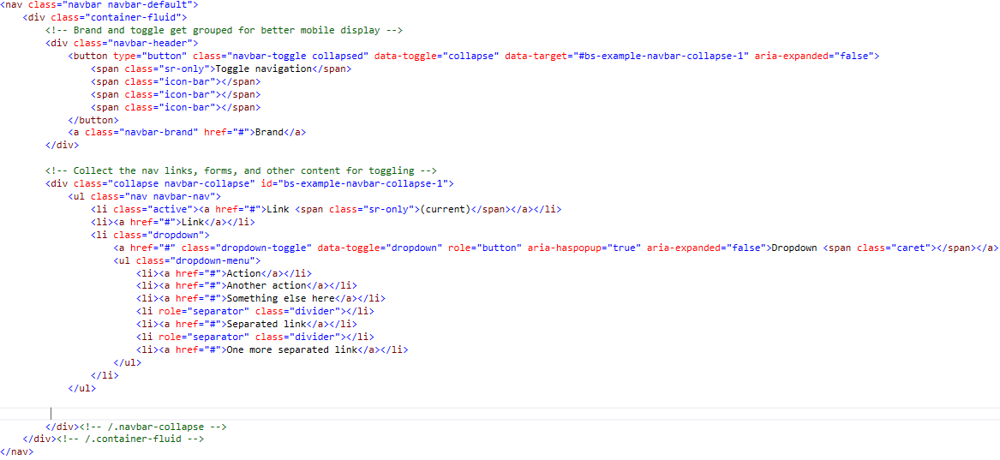 <nav class="navbar navbar-default">
<div class="container-fluid">
<!-- Brand and toggle get grouped for better mobile display -->
<div class="navbar-header">
<button type="button" class="navbar-toggle collapsed" data-toggle="collapse" data-target="#bs-example-navbar-collapse-1" aria-expanded="false">
<span class="sr-only">Toggle navigation</span>
<span class="icon-bar"></span>
<span class="icon-bar"></span>
<span class="icon-bar"></span>
</button>
<a class="navbar-brand" href="#">Brand</a>
</div>
<!-- Collect the nav links, forms, and other content for toggling -->
<div class="collapse navbar-collapse" id="bs-example-navbar-collapse-1">
<ul class="nav navbar-nav">
<li class="active"><a href="#">Link <span class="sr-only">(current)</span></a></li>
<li><a href="#">Link</a></li>
<li class="dropdown">
<a href="#" class="dropdown-toggle" data-toggle="dropdown" role="button" aria-haspopup="true" aria-expanded="false">Dropdown <span class="caret"></span></a>
<ul class="dropdown-menu">
<li><a href="#">Action</a></li>
<li><a href="#">Another action</a></li>
<li><a href="#">Something else here</a></li>
<li role="separator" class="divider"></li>
<li><a href="#">Separated link</a></li>
<li role="separator" class="divider"></li>
<li><a href="#">One more separated link</a></li>
</ul>
</li>
</ul>
</div><!-- /.navbar-collapse -->
</div><!-- /.container-fluid -->
</nav>